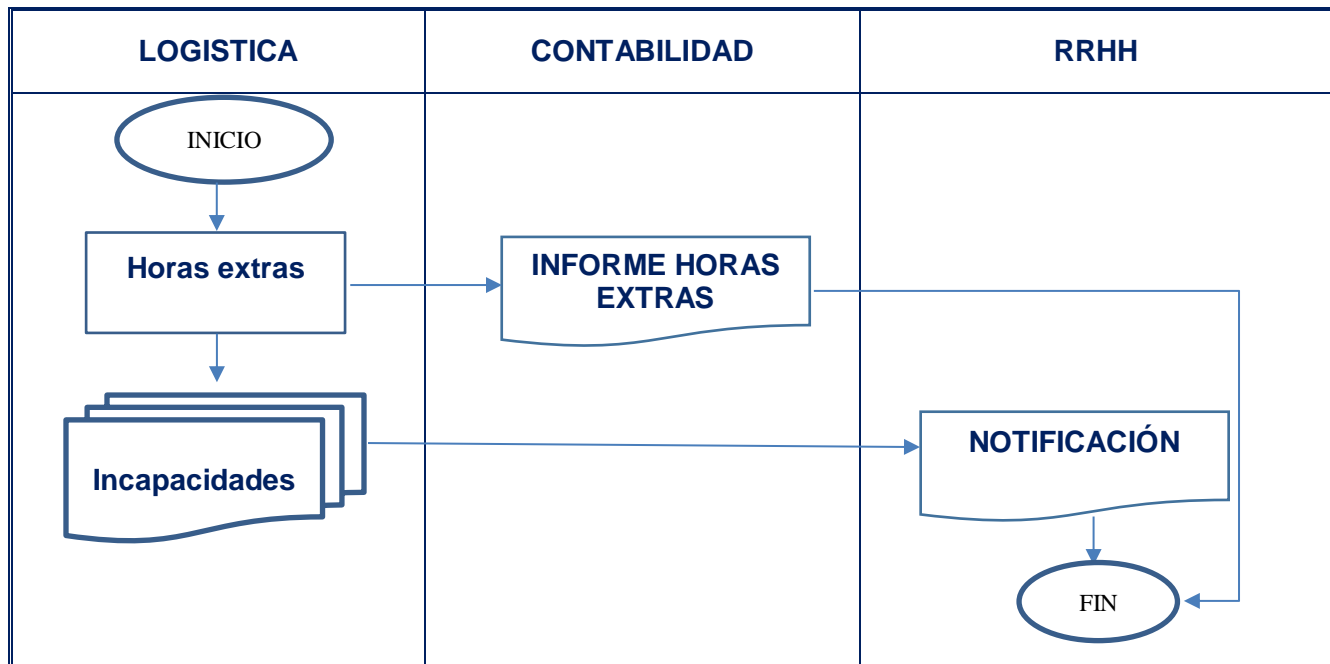 LOGISTICA
CONTABILIDAD
RRHH
INICIO
Horas extras
INFORME HORAS
EXTRAS
Incapacidades
NOTIFICACIÓN
FIN